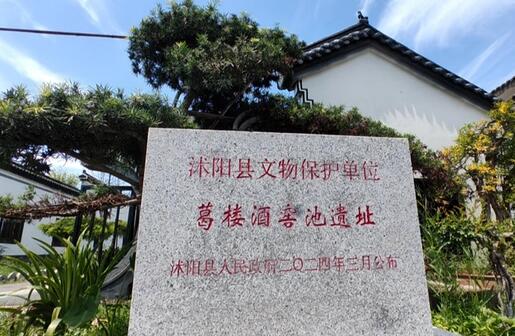 沭阳县文物保护单位
葛楼酒窖池遗址
沭阳县人民政府二〇二四年三月公布